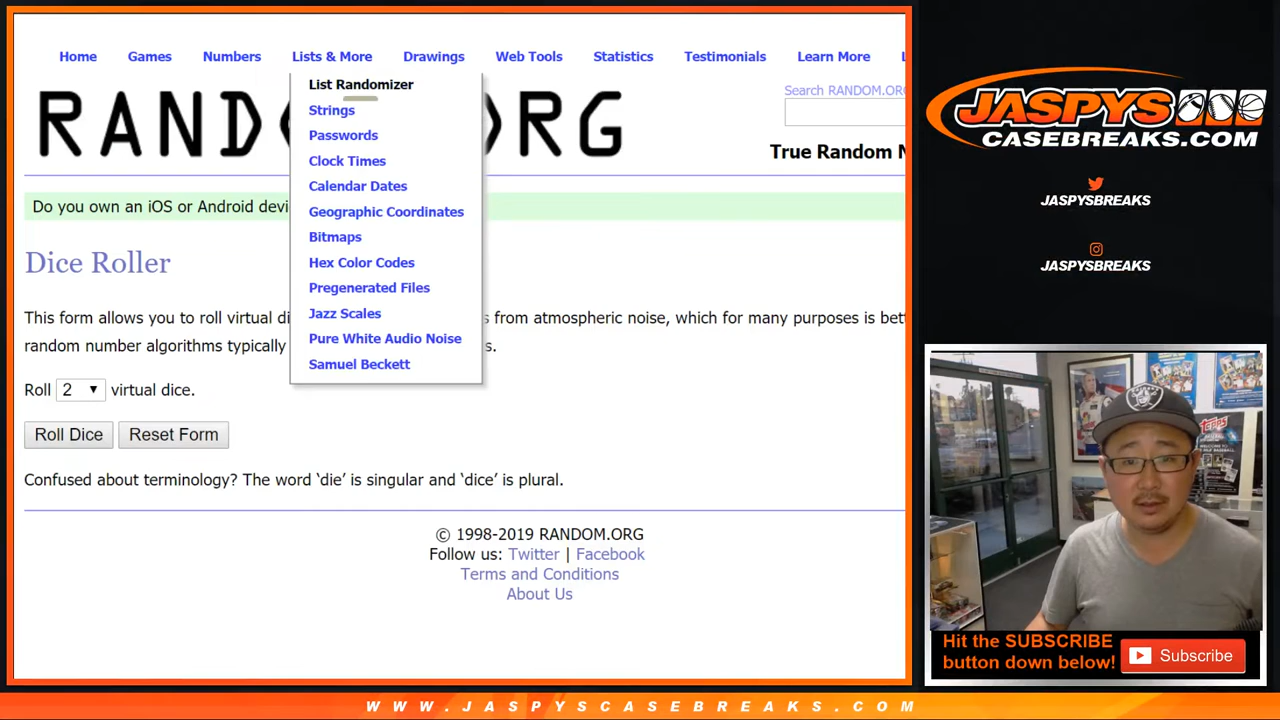 Home Games Numbers Lists & More Drawings Web Tools Statistics Testimonials Learn More
List Randomizer
Strings
Passwords
Clock Times
Calendar Dates
Geographic Coordinates
Bitmaps
Hex Color Codes
Pregenerated Files
Jazz Scales
Pure White Audio Noise
Samuel Beckett
RAND ORG
Search RANDOM.ORG
True Random N
Do you own an iOS or Android devi
Dice Roller
This form allows you to roll virtual di s from atmospheric noise, which for many purposes is bett
random number algorithms typically s.
Roll 2 virtual dice.
Roll Dice Reset Form
Confused about terminology? The word ‘die’ is singular and ‘dice’ is plural.
© 1998-2019 RANDOM.ORG
Follow us: Twitter | Facebook
Terms and Conditions
About Us
JASPYS
CASEBREAKS.COM
JASPYSBREAKS
JASPYSBREAKS
TOPPS
WELCOME
Hit the SUBSCRIBE
button down below!
Subscribe
WWW.JASPYSCASEBREAKS.COM